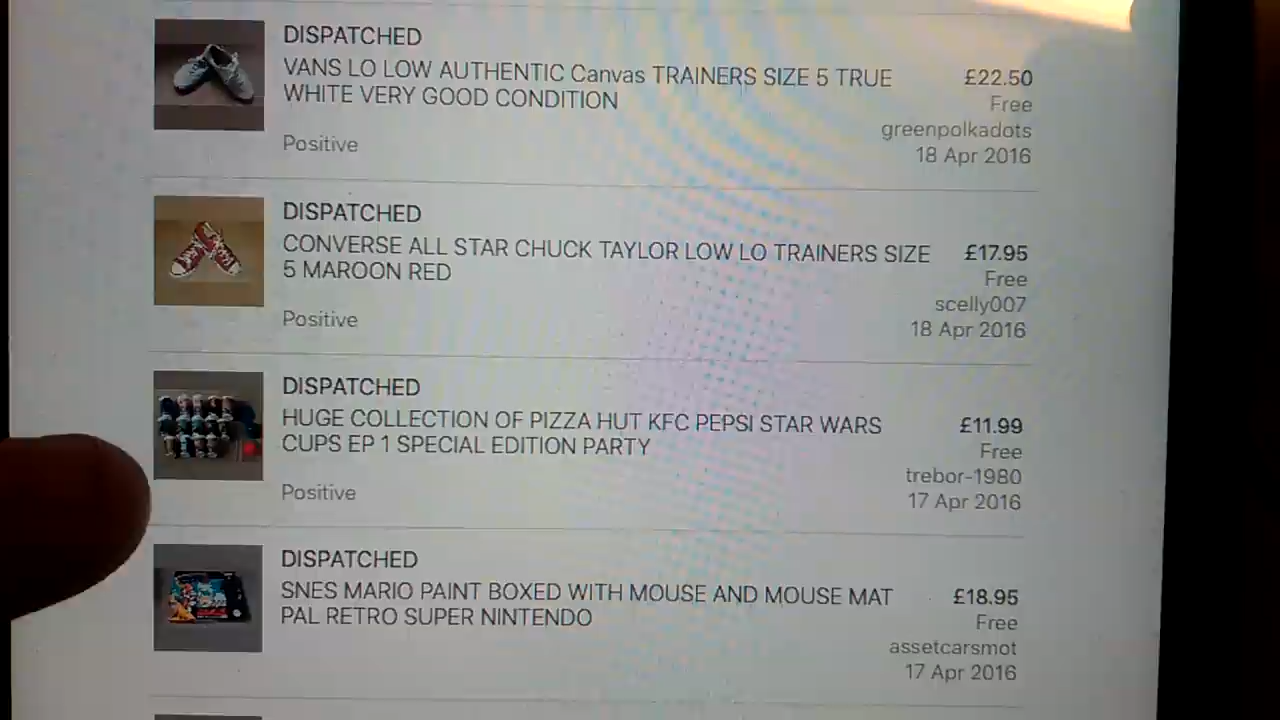 DISPATCHED
VANS LO LOW AUTHENTIC Canvas TRAINERS SIZE 5 TRUE
WHITE VERY GOOD CONDITION
£22.50
Free
greenpolkadots
18 Apr 2016
Positive
DISPATCHED
CONVERSE ALL STAR CHUCK TAYLOR LOW LO TRAINERS SIZE
5 MAROON RED
£17.95
Free
scelly007
18 Apr 2016
Positive
DISPATCHED
HUGE COLLECTION OF PIZZA HUT KFC PEPSI STAR WARS
CUPS EP 1 SPECIAL EDITION PARTY
£11.99
Free
trebor-1980
17 Apr 2016
Positive
DISPATCHED
SNES MARIO PAINT BOXED WITH MOUSE AND MOUSE MAT
PAL RETRO SUPER NINTENDO
£18.95
Free
assetcarsmot
17 Apr 2016